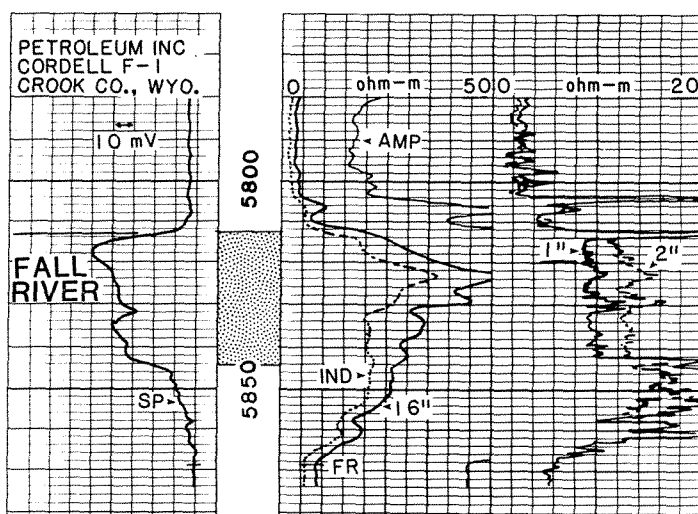 PETROLEUM INC
CORDELL F-1
CROOK CO., WYO.
10 mV
0 ohm-m 50
0 ohm-m 20
AMP
5800
1"
2"
FALL
RIVER
IND
5850
SP
16"
FR